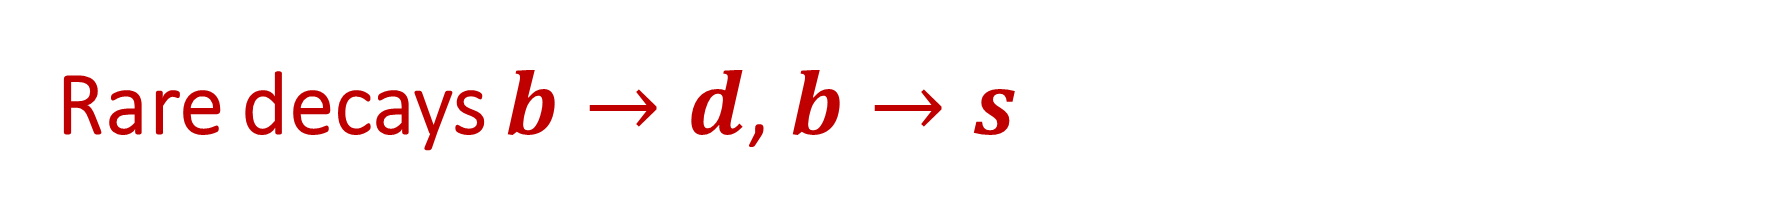 Rare decays b → d, b → s